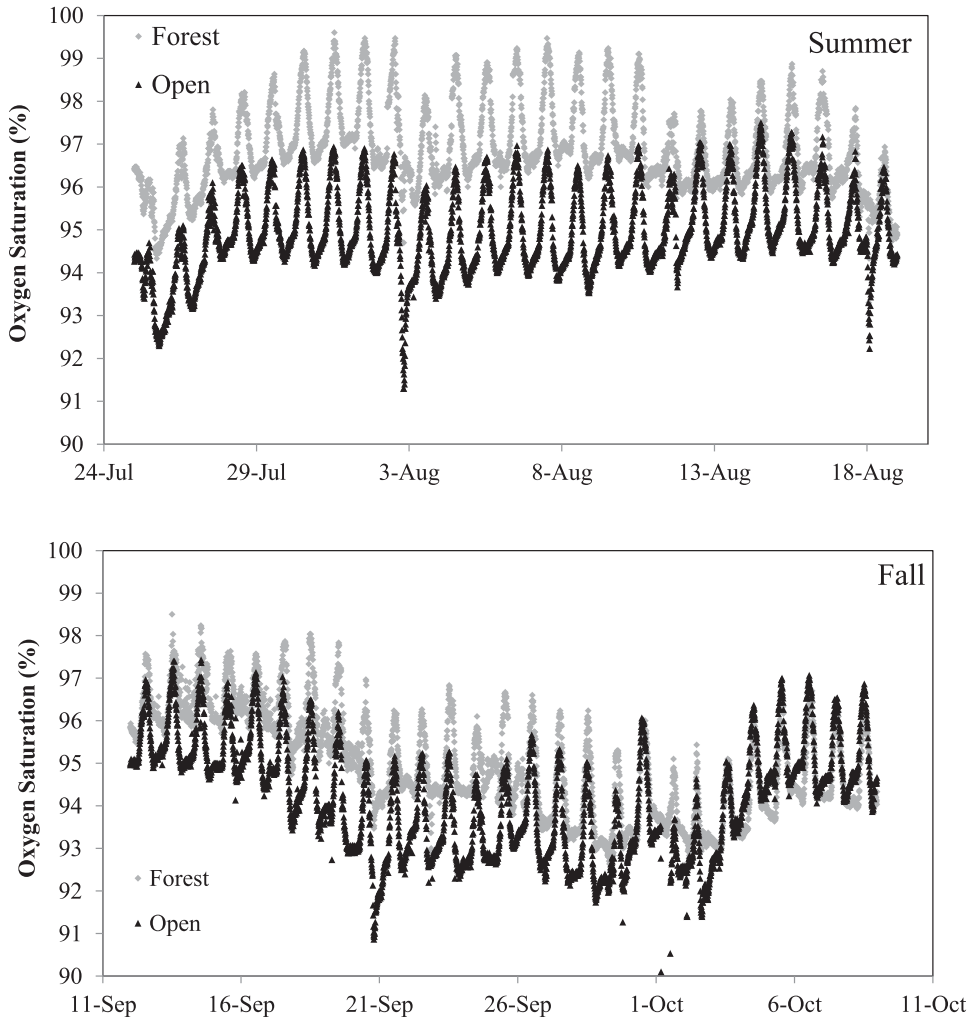 100
99
98
97
96
95
94
93
92
91
90
Oxygen Saturation (%)
Forest
Open
Summer
24-Jul 29-Jul 3-Aug 8-Aug 13-Aug 18-Aug
100
99
98
97
96
95
94
93
92
91
90
Oxygen Saturation (%)
Fall
Forest
Open
11-Sep 16-Sep 21-Sep 26-Sep 1-Oct 6-Oct 11-Oct